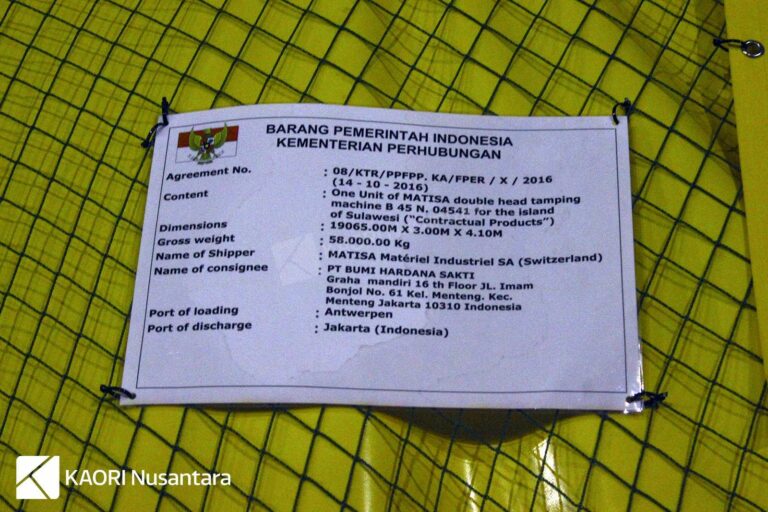 BARANG PEMERINTAH INDONESIA
KEMENTERIAN PERHUBUNGAN
Agreement No. : 08/KTR/PPFPP. KA/FPER / X / 2016
(14 - 10 - 2016)
Content : One Unit of MATISA double head tamping
machine B 45 N. 04541 for the island
of Sulawesi ("Contractual Products")
Dimensions : 19065.00M X 3.00M X 4.10M
Gross weight : 58.000.00 Kg
Name of Shipper : MATISA Matériel Industriel SA (Switzerland)
Name of consignee : PT BUMI HARDANA SAKTI
Graha mandiri 16 th Floor JL. Imam
Bonjol No. 61 Kel. Menteng. Kec.
Menteng Jakarta 10310 Indonesia
Port of loading : Antwerpen
Port of discharge : Jakarta (Indonesia)
KAORI Nusantara